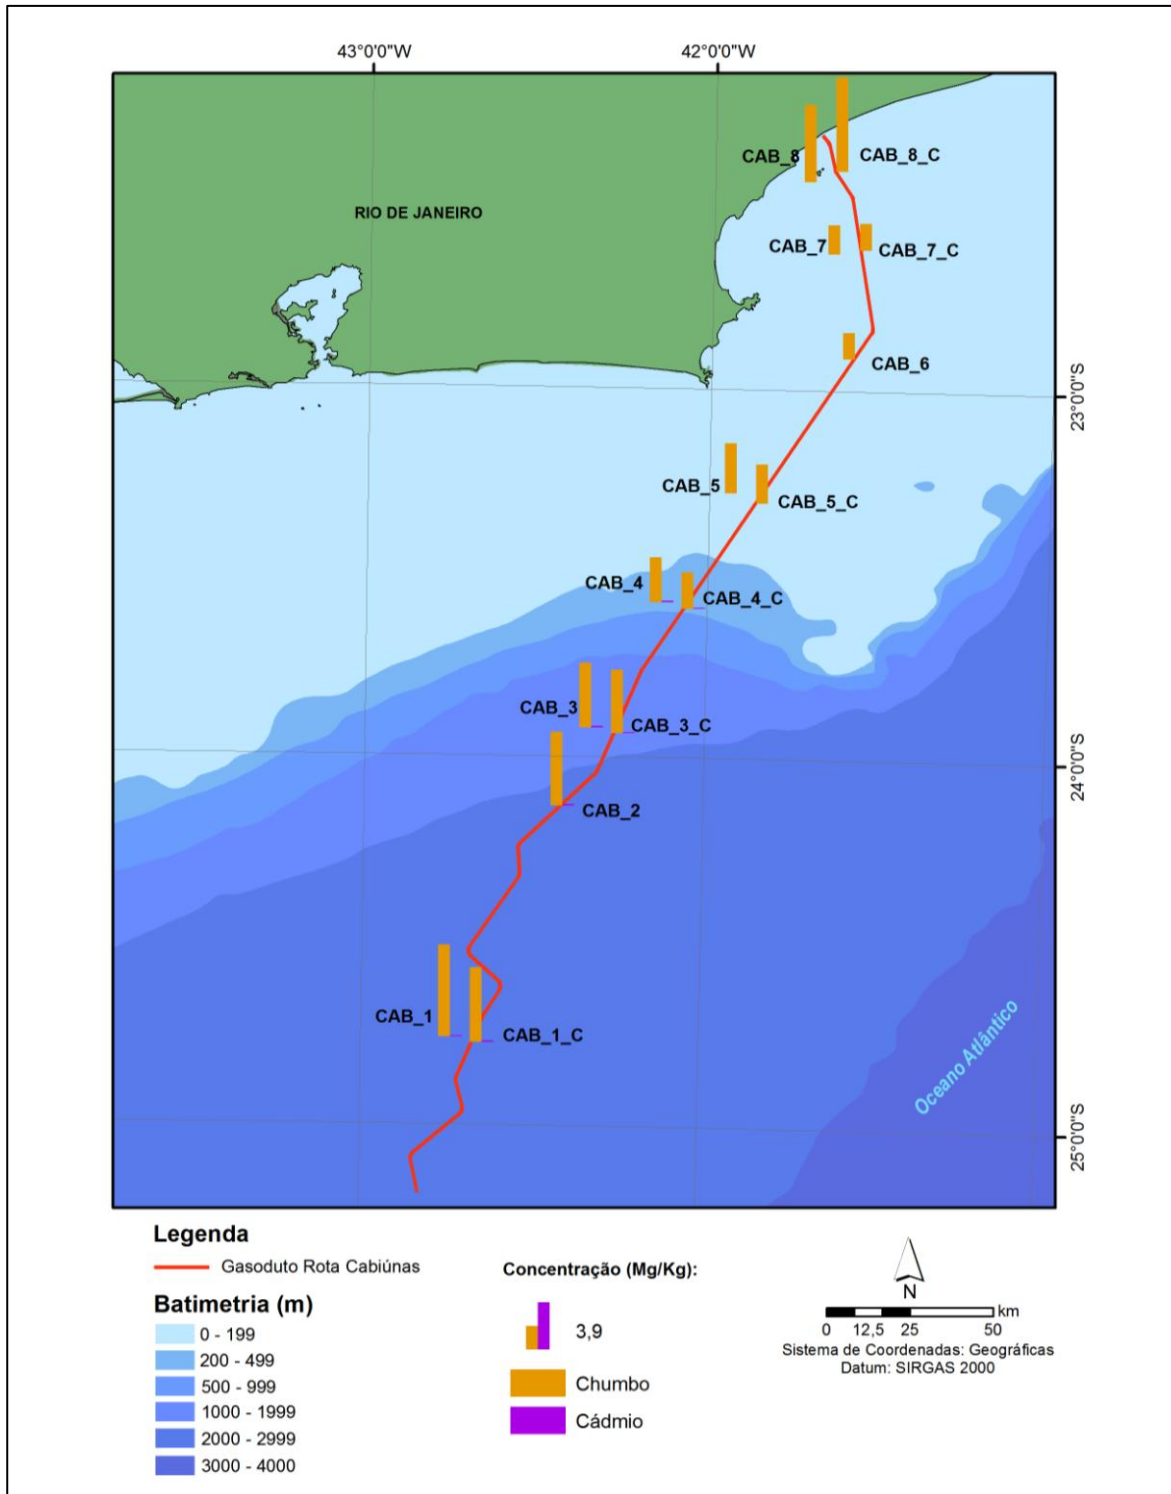 43°0'0"W
42°0'0"W
CAB_8
CAB_8_C
RIO DE JANEIRO
CAB_7
CAB_7_C
CAB_6
23°0'0"S
CAB_5
CAB_5_C
CAB_4
CAB_4_C
CAB_3
CAB_3_C
24°0'0"S
CAB_2
CAB_1
CAB_1_C
Oceano Atlântico
25°0'0"S
Legenda
Gasoduto Rota Cabiúnas
Batimetria (m)
0 - 199
200 - 499
500 - 999
1000 - 1999
2000 - 2999
3000 - 4000
Concentração (Mg/Kg):
3,9
Chumbo
Cádmio
N
km
0 12,5 25 50
Sistema de Coordenadas: Geográficas
Datum: SIRGAS 2000